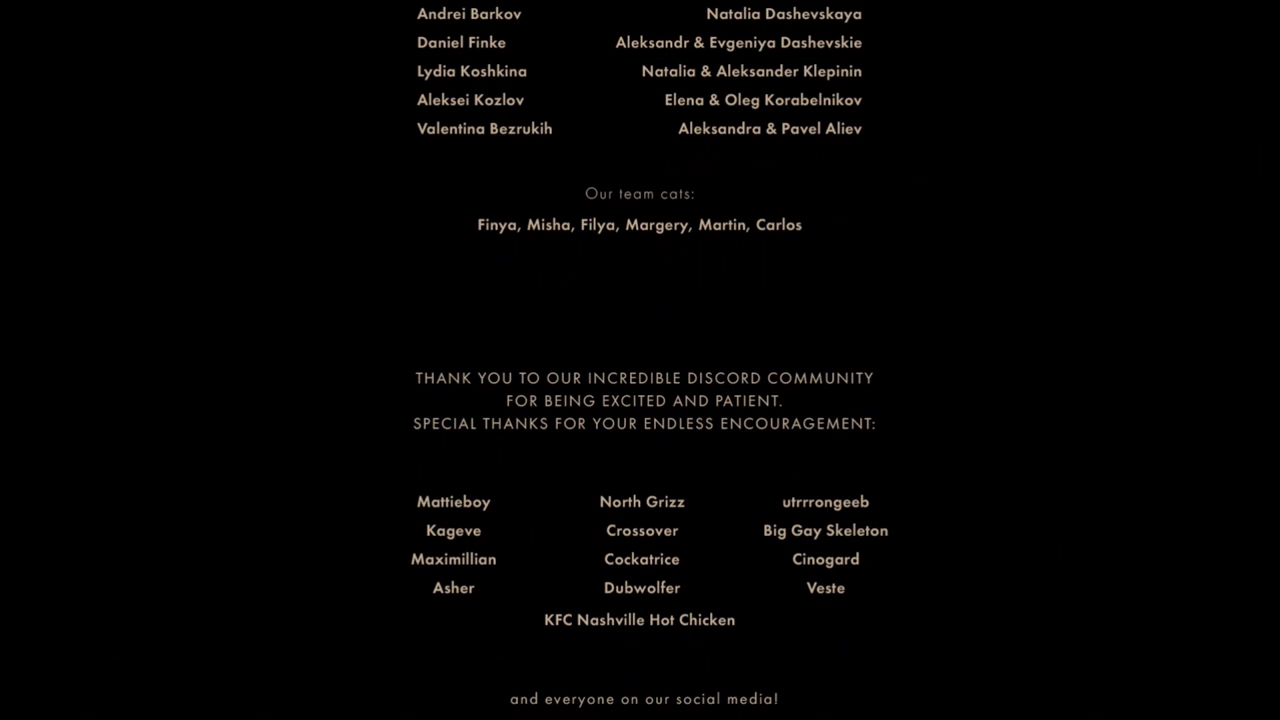 Andrei Barkov Natalia Dashevskaya
Daniel Finke Aleksandr & Evgeniya Dashevskie
Lydia Koshkina Natalia & Aleksander Klepinin
Aleksei Kozlov Elena & Oleg Korabelnikov
Valentina Bezrukih Aleksandra & Pavel Aliev
Our team cats:
Finya, Misha, Filya, Margery, Martin, Carlos
THANK YOU TO OUR INCREDIBLE DISCORD COMMUNITY
FOR BEING EXCITED AND PATIENT.
SPECIAL THANKS FOR YOUR ENDLESS ENCOURAGEMENT:
Mattieboy North Grizz utrrrongeeb
Kageve Crossover Big Gay Skeleton
Maximillian Cockatrice Cinogard
Asher Dubwolfer Veste
KFC Nashville Hot Chicken
and everyone on our social media!